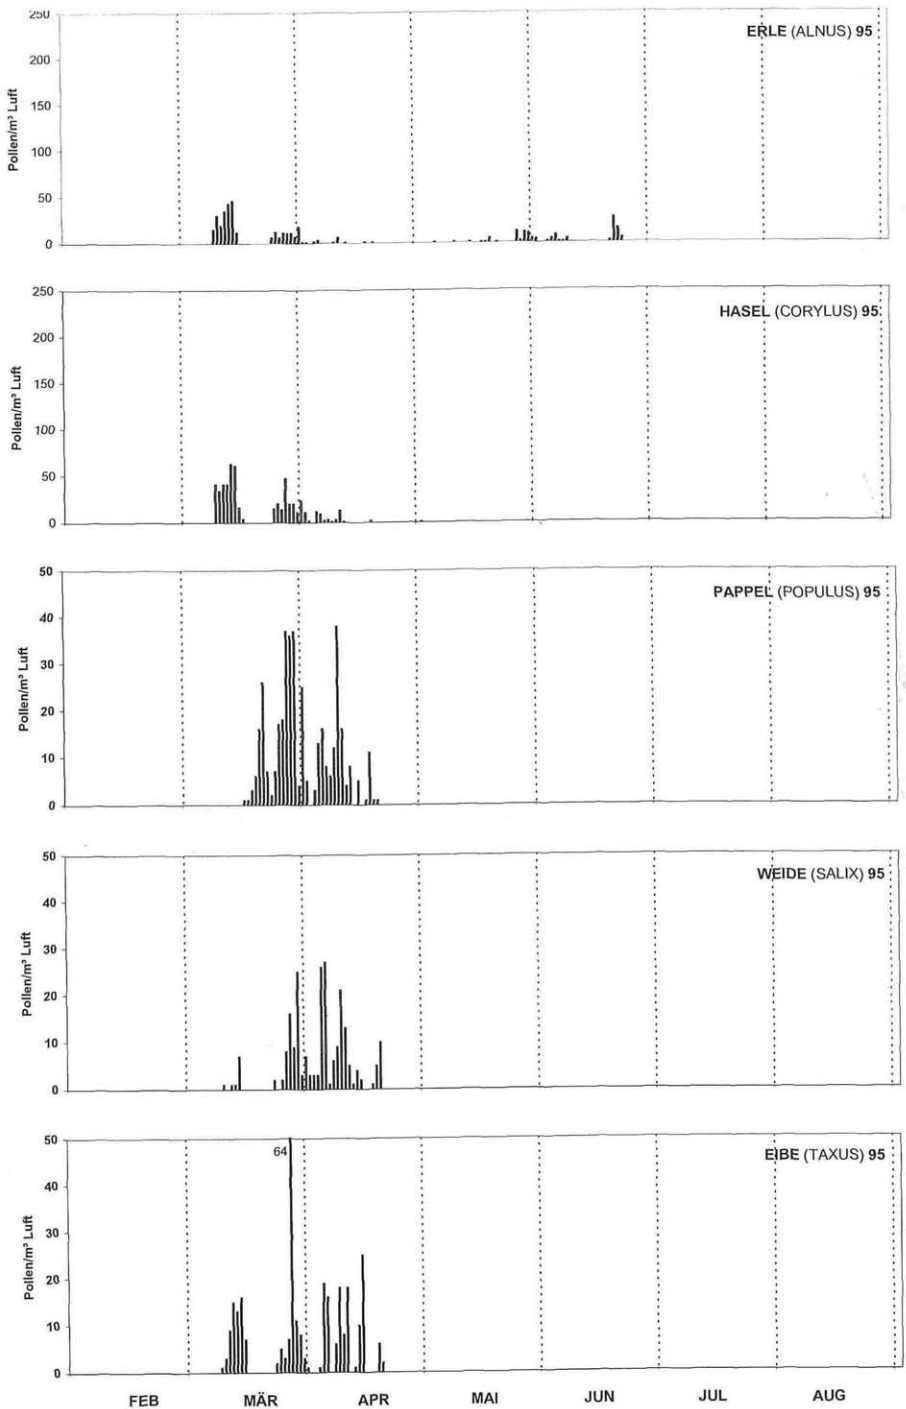 250
ERLE (ALNUS) 95
200
150
100
50
0
Pollen/m³ Luft
250
HASEL (CORYLUS) 95
200
150
100
50
0
Pollen/m³ Luft
50
PAPPEL (POPULUS) 95
40
30
20
10
0
Pollen/m³ Luft
50
WEIDE (SALIX) 95
40
30
20
10
0
Pollen/m³ Luft
50
64
EIBE (TAXUS) 95
40
30
20
10
0
Pollen/m³ Luft
FEB MÄR APR MAI JUN JUL AUG